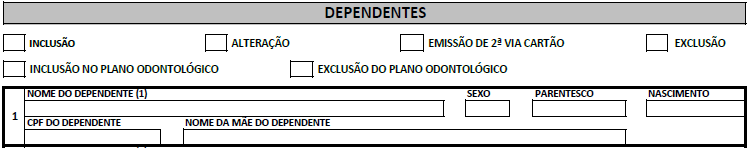 DEPENDENTES
INCLUSÃO ALTERAÇÃO EMISSÃO DE 2ª VIA CARTÃO EXCLUSÃO
INCLUSÃO NO PLANO ODONTOLÓGICO EXCLUSÃO DO PLANO ODONTOLÓGICO
NOME DO DEPENDENTE (1) SEXO PARENTESCO NASCIMENTO
1
CPF DO DEPENDENTE NOME DA MÃE DO DEPENDENTE